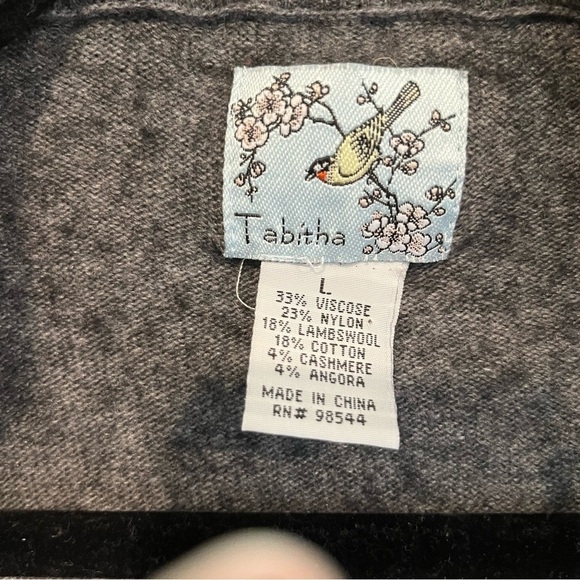 Tabitha
L
33% VISCOSE
23% NYLON
18% LAMBSWOOL
18% COTTON
4% CASHMERE
4% ANGORA
MADE IN CHINA
RN# 98544